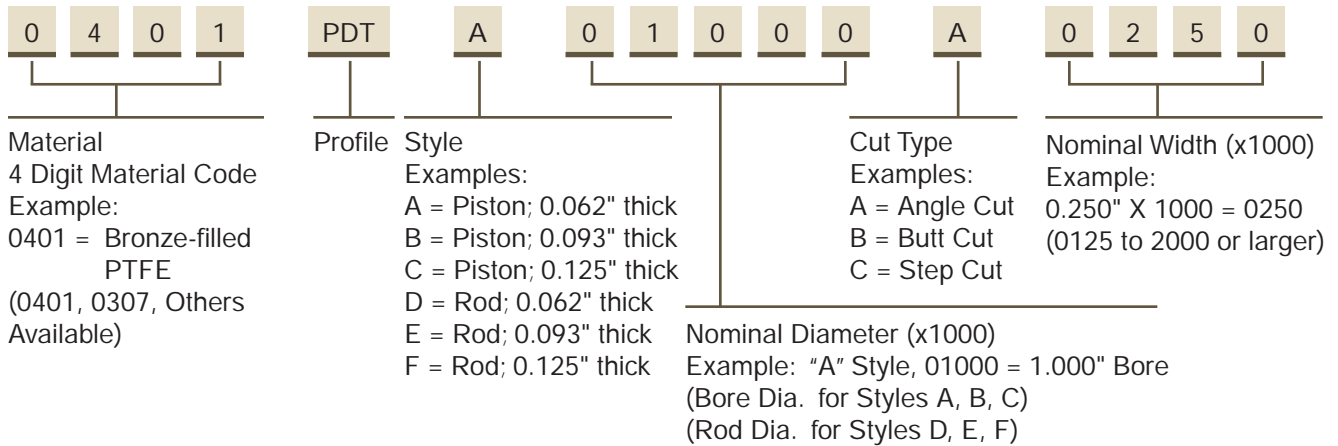 0 4 0 1 PDT A 0 1 0 0 0 A 0 2 5 0
Material
4 Digit Material Code
Example:
0401 = Bronze-filled
PTFE
(0401, 0307, Others
Available)
Profile
Style
Examples:
A = Piston; 0.062" thick
B = Piston; 0.093" thick
C = Piston; 0.125" thick
D = Rod; 0.062" thick
E = Rod; 0.093" thick
F = Rod; 0.125" thick
Nominal Diameter (x1000)
Example: "A" Style, 01000 = 1.000" Bore
(Bore Dia. for Styles A, B, C)
(Rod Dia. for Styles D, E, F)
Cut Type
Examples:
A = Angle Cut
B = Butt Cut
C = Step Cut
Nominal Width (x1000)
Example:
0.250" X 1000 = 0250
(0125 to 2000 or larger)